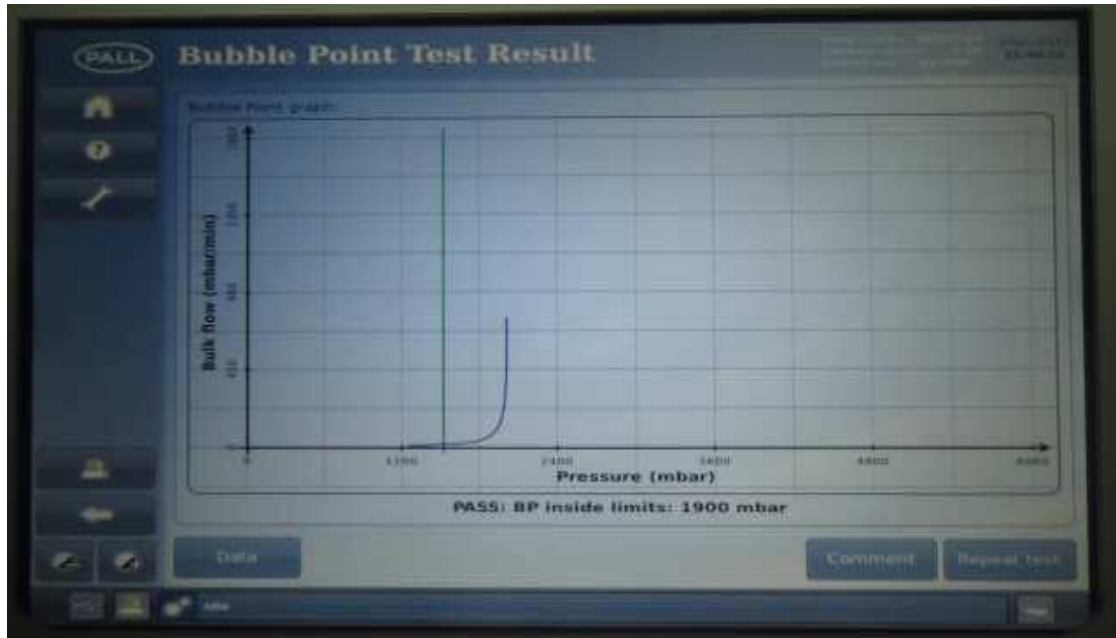 PALL
Bubble Point Test Result
Bubble Point graph
Bulk flow (mbar/min)
0
2400
3600
4800
6000
Pressure (mbar)
PASS: BP inside limits: 1900 mbar
Data
Comment
Repeat test
Idle